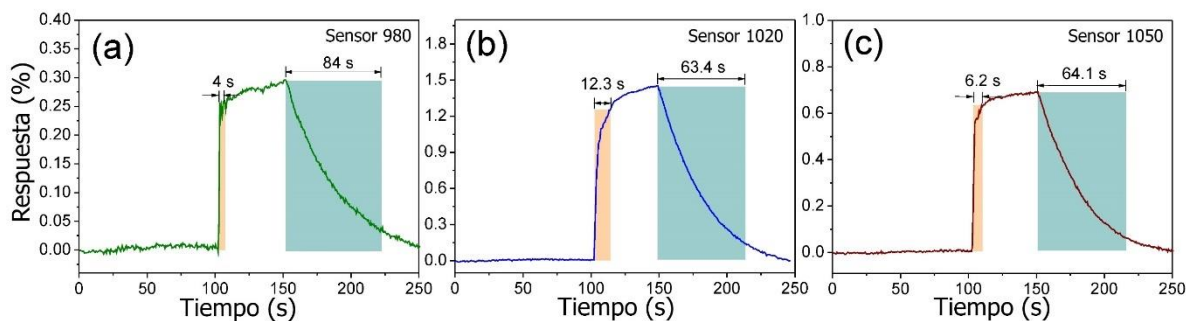 (a)
Sensor 980
4 s
84 s
Respuesta (%)
0.40
0.35
0.30
0.25
0.20
0.15
0.10
0.05
0.00
0 50 100 150 200 250
Tiempo (s)
(b)
Sensor 1020
12.3 s
63.4 s
1.8
1.5
1.2
0.9
0.6
0.3
0.0
0 50 100 150 200 250
Tiempo (s)
(c)
Sensor 1050
6.2 s
64.1 s
1.0
0.8
0.6
0.4
0.2
0.0
0 50 100 150 200 250
Tiempo (s)